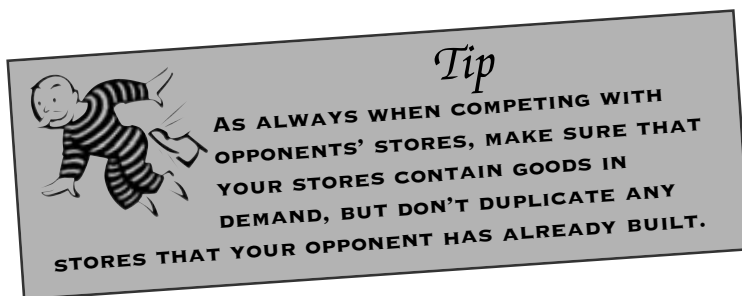 Tip
AS ALWAYS WHEN COMPETING WITH
OPPONENTS' STORES, MAKE SURE THAT
YOUR STORES CONTAIN GOODS IN
DEMAND, BUT DON'T DUPLICATE ANY
STORES THAT YOUR OPPONENT HAS ALREADY BUILT.